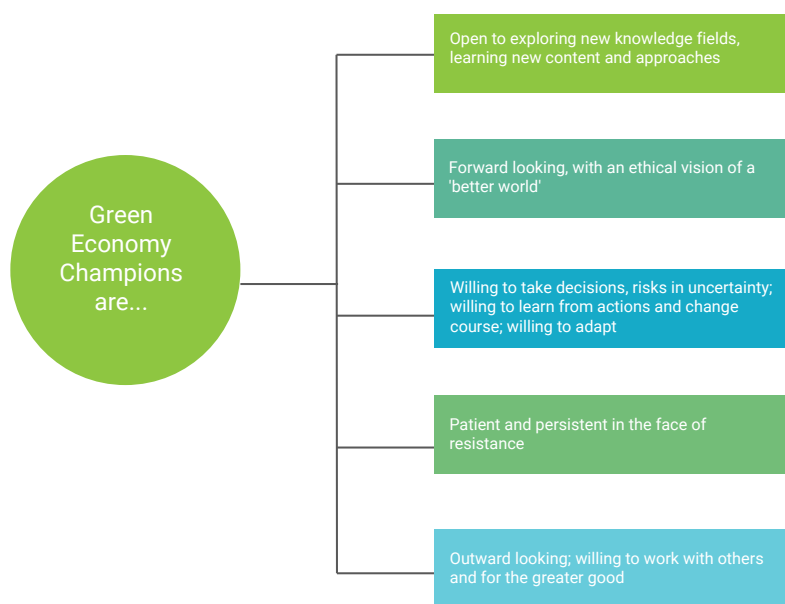 Green
Economy
Champions
are...
Open to exploring new knowledge fields,
learning new content and approaches
Forward looking, with an ethical vision of a
'better world'
Willing to take decisions, risks in uncertainty;
willing to learn from actions and change
course; willing to adapt
Patient and persistent in the face of
resistance
Outward looking; willing to work with others
and for the greater good